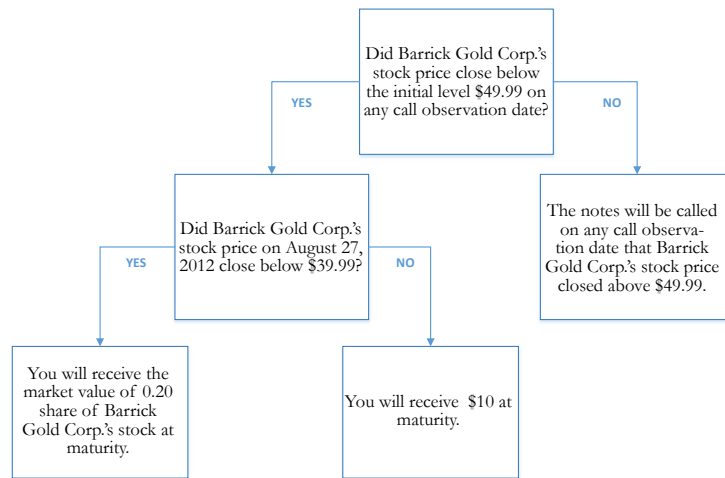 Did Barrick Gold Corp.'s
stock price close below
the initial level $49.99 on
any call observation date?
YES
NO
Did Barrick Gold Corp.'s
stock price on August 27,
2012 close below $39.99?
The notes will be called
on any call observa-
tion date that Barrick
Gold Corp.'s stock price
closed above $49.99.
YES
NO
You will receive the
market value of 0.20
share of Barrick
Gold Corp.'s stock at
maturity.
You will receive $10 at
maturity.